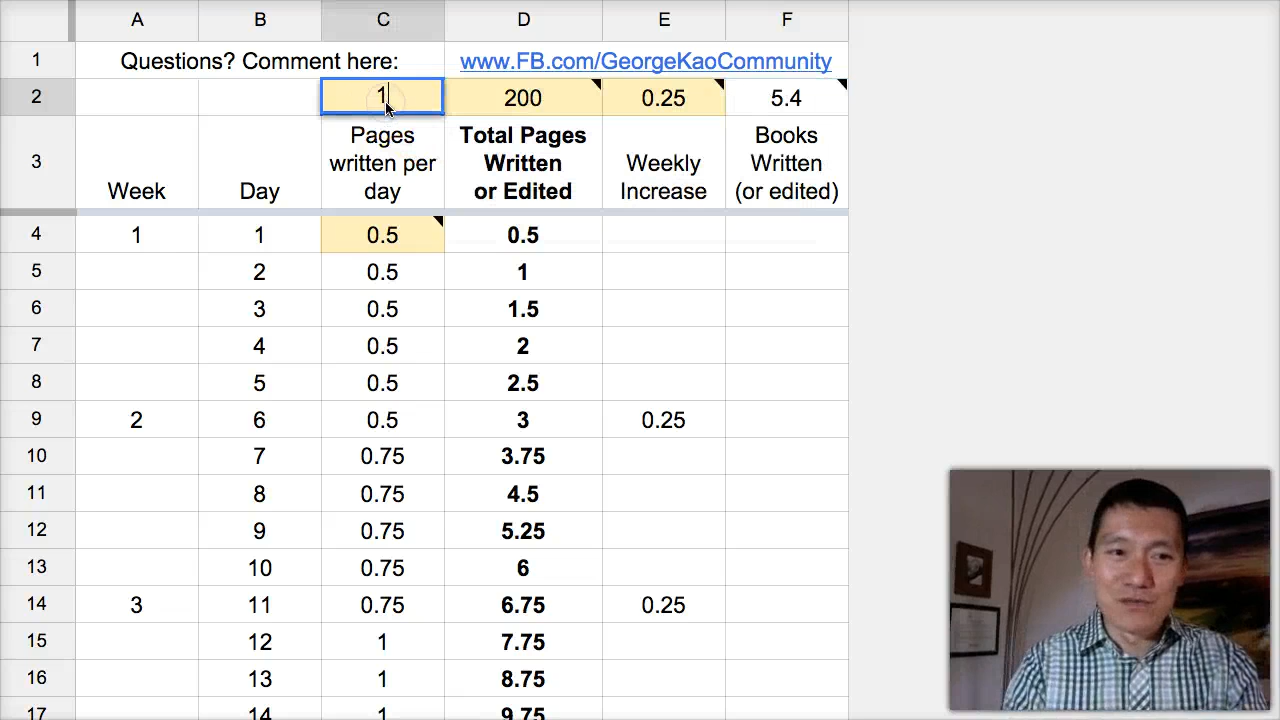 A B C D E F
1 Questions? Comment here: www.FB.com/GeorgeKaoCommunity
2 1 200 0.25 5.4
Pages Total Pages Books
written per Written Weekly Written
3 Week Day day or Edited Increase (or edited)
4 1 1 0.5 0.5
5 2 0.5 1
6 3 0.5 1.5
7 4 0.5 2
8 5 0.5 2.5
9 2 6 0.5 3 0.25
10 7 0.75 3.75
11 8 0.75 4.5
12 9 0.75 5.25
13 10 0.75 6
14 3 11 0.75 6.75 0.25
15 12 1 7.75
16 13 1 8.75
17 14 1 9.75